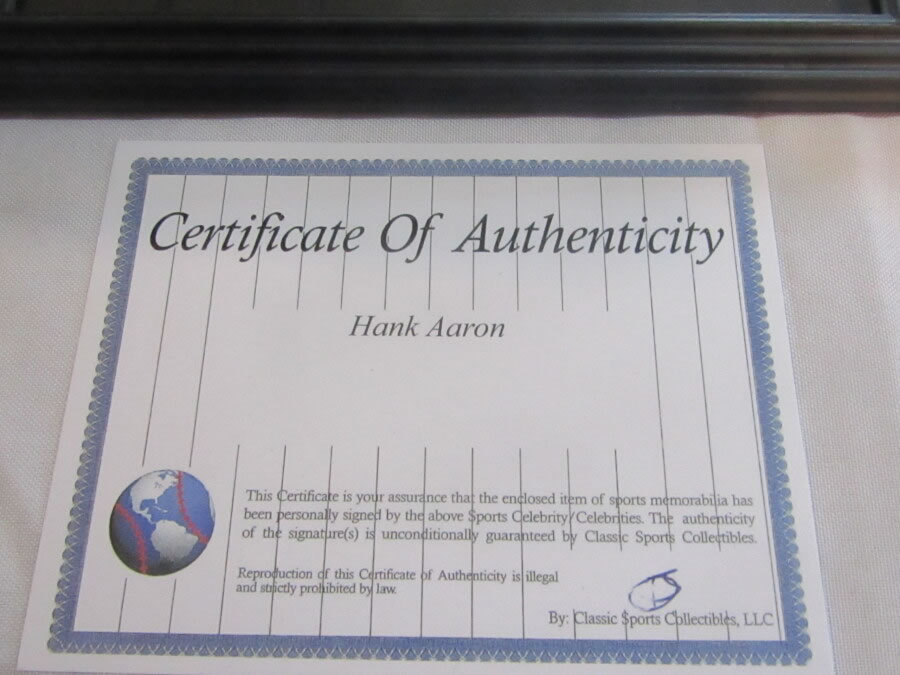 Certificate Of Authenticity
Hank Aaron
This Certificate is your assurance that the enclosed item of sports memorabilia has
been personally signed by the above Sports Celebrity/Celebrities. The authenticity
of the signature(s) is unconditionally guaranteed by Classic Sports Collectibles.
Reproduction of this Certificate of Authenticity is illegal
and strictly prohibited by law.
By: Classic Sports Collectibles, LLC